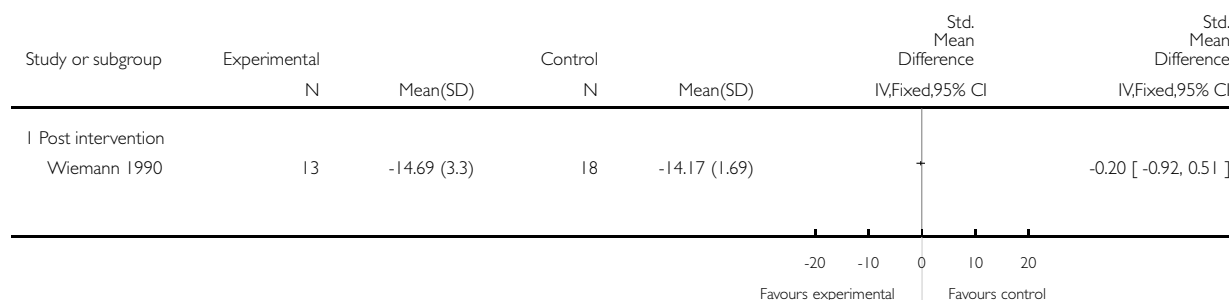 Std. Mean Difference Std. Mean Difference
Study or subgroup Experimental Control
N Mean(SD) N Mean(SD) IV,Fixed,95% CI IV,Fixed,95% CI
1 Post intervention
Wiemann 1990 13 -14.69 (3.3) 18 -14.17 (1.69) -0.20 [ -0.92, 0.51 ]
-20 -10 0 10 20
Favours experimental Favours control